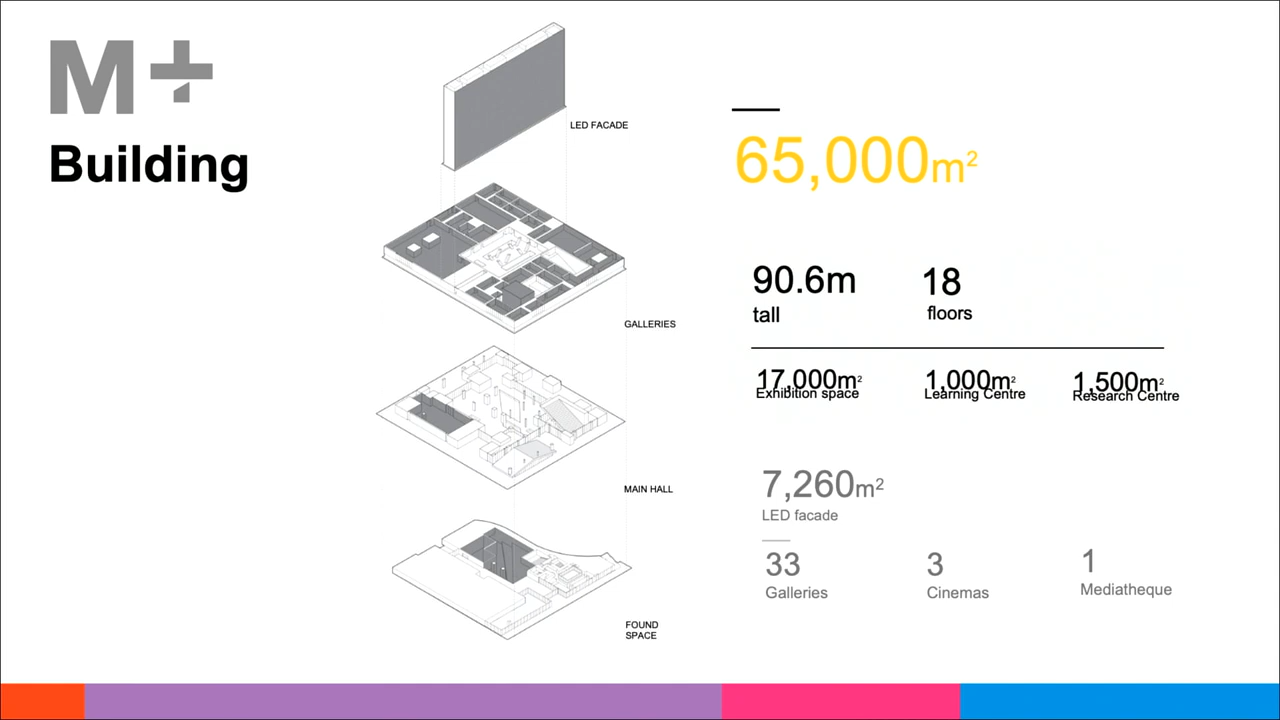 M+
Building
LED FACADE
GALLERIES
MAIN HALL
FOUND
SPACE
65,000m²
90.6m
tall
18
floors
17,000m²
Exhibition space
1,000m²
Learning Centre
1,500m²
Research Centre
7,260m²
LED facade
33
Galleries
3
Cinemas
1
Mediatheque